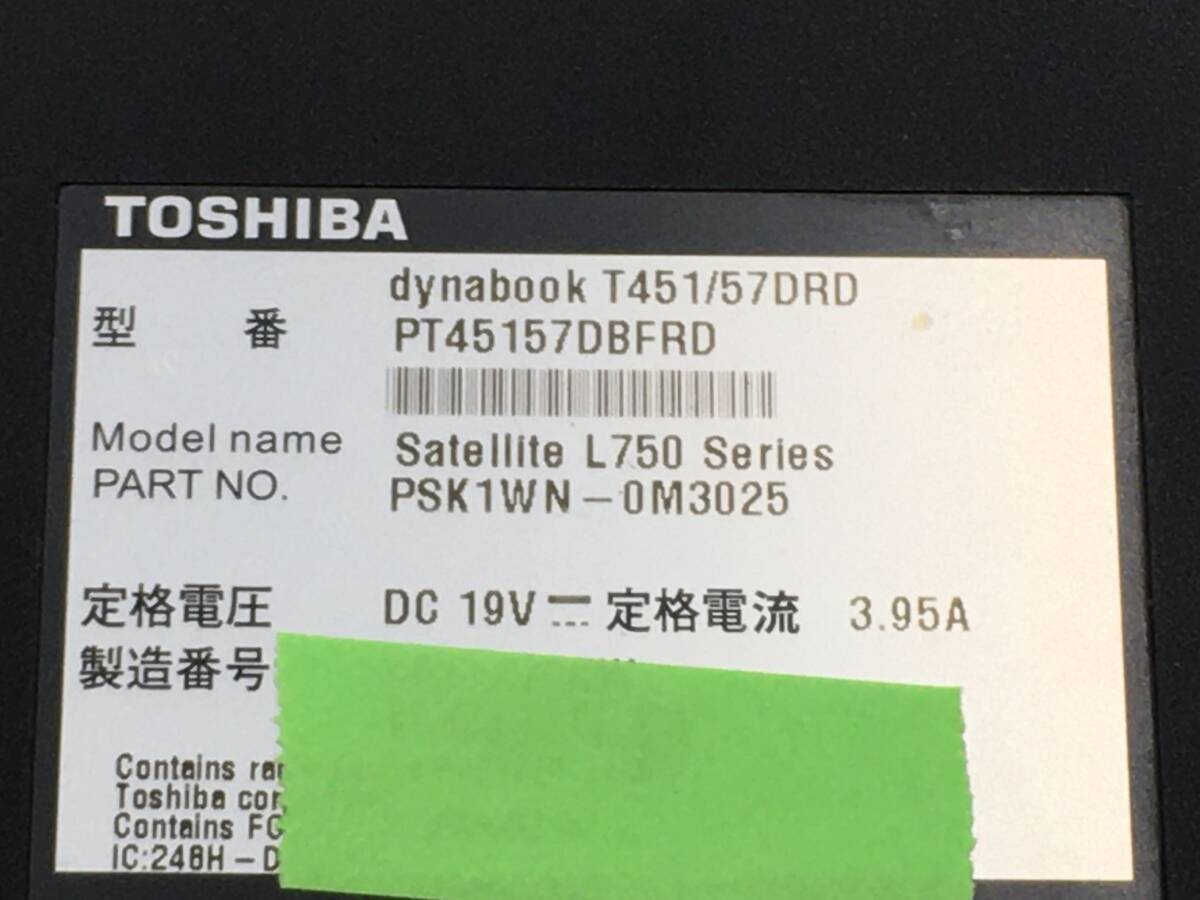 TOSHIBA
dynabook T451/57DRD
型番 PT45157DBFRD
Model name Satellite L750 Series
PART NO. PSK1WN-0M3025
定格電圧 DC 19V 定格電流 3.95A
製造番号
Contains
Toshiba
Contains